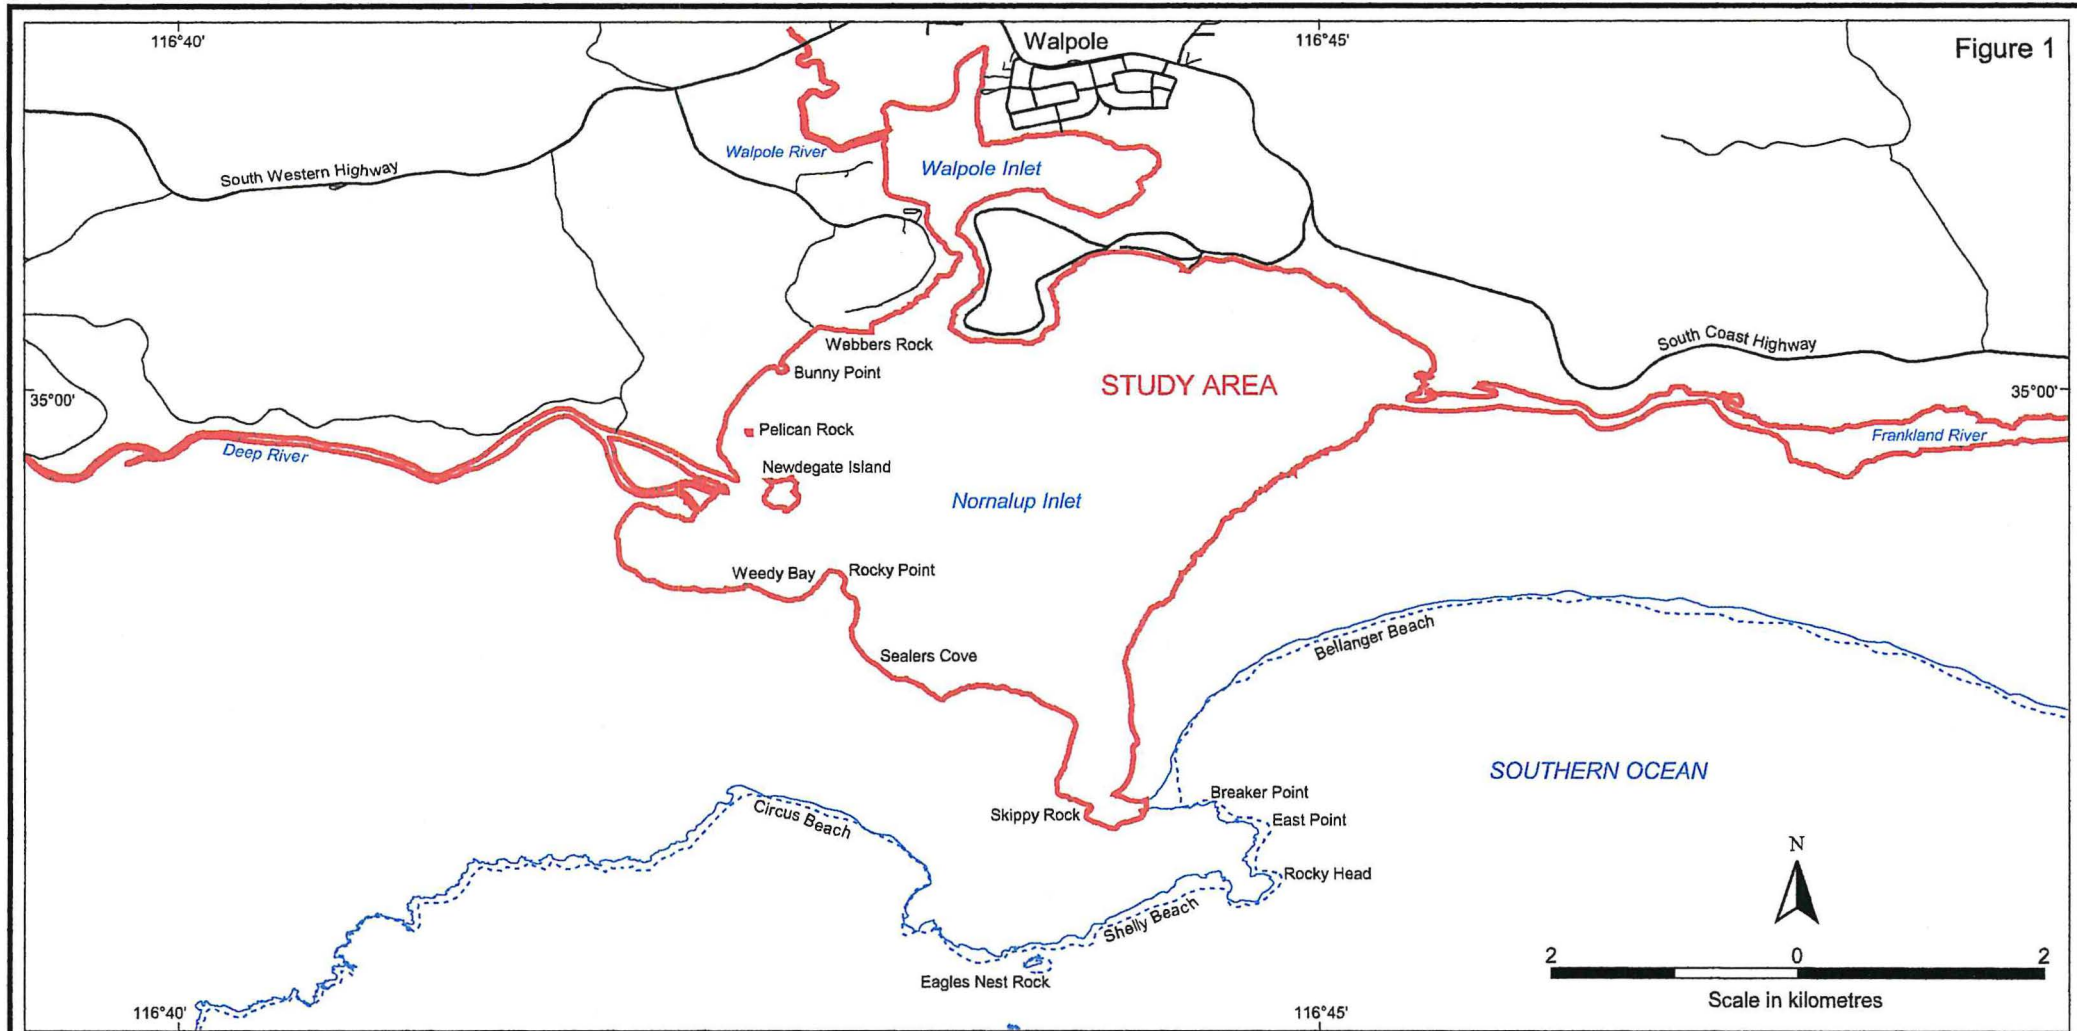 116°40'
Walpole
116°45'
Figure 1
Walpole River
Walpole Inlet
South Western Highway
Webbers Rock
South Coast Highway
Bunny Point
STUDY AREA
35°00'
35°00'
Pelican Rock
Frankland River
Deep River
Newdegate Island
Nornalup Inlet
Weedy Bay
Rocky Point
Bellanger Beach
Sealers Cove
SOUTHERN OCEAN
Breaker Point
Circus Beach
Skippy Rock
East Point
N
Rocky Head
Shelly Beach
2 0 2
Eagles Nest Rock
Scale in kilometres
116°40'
116°45'